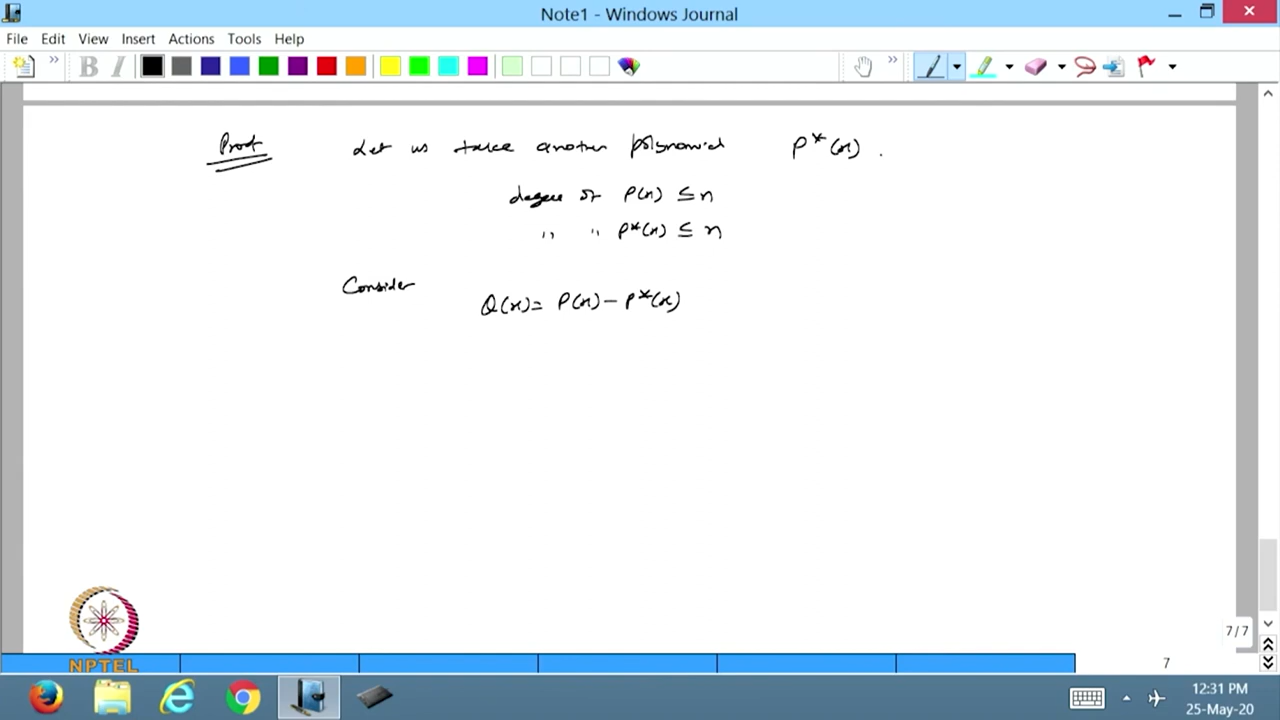 Note1 - Windows Journal
File Edit View Insert Actions Tools Help
B I
Proof Let us take another polynomial P*(x).
degree of P(x) ≤ n
" " P*(x) ≤ n
Consider
Q(x) = P(x) - P*(x)
7/7
NPTEL
7
12:31 PM
25-May-20